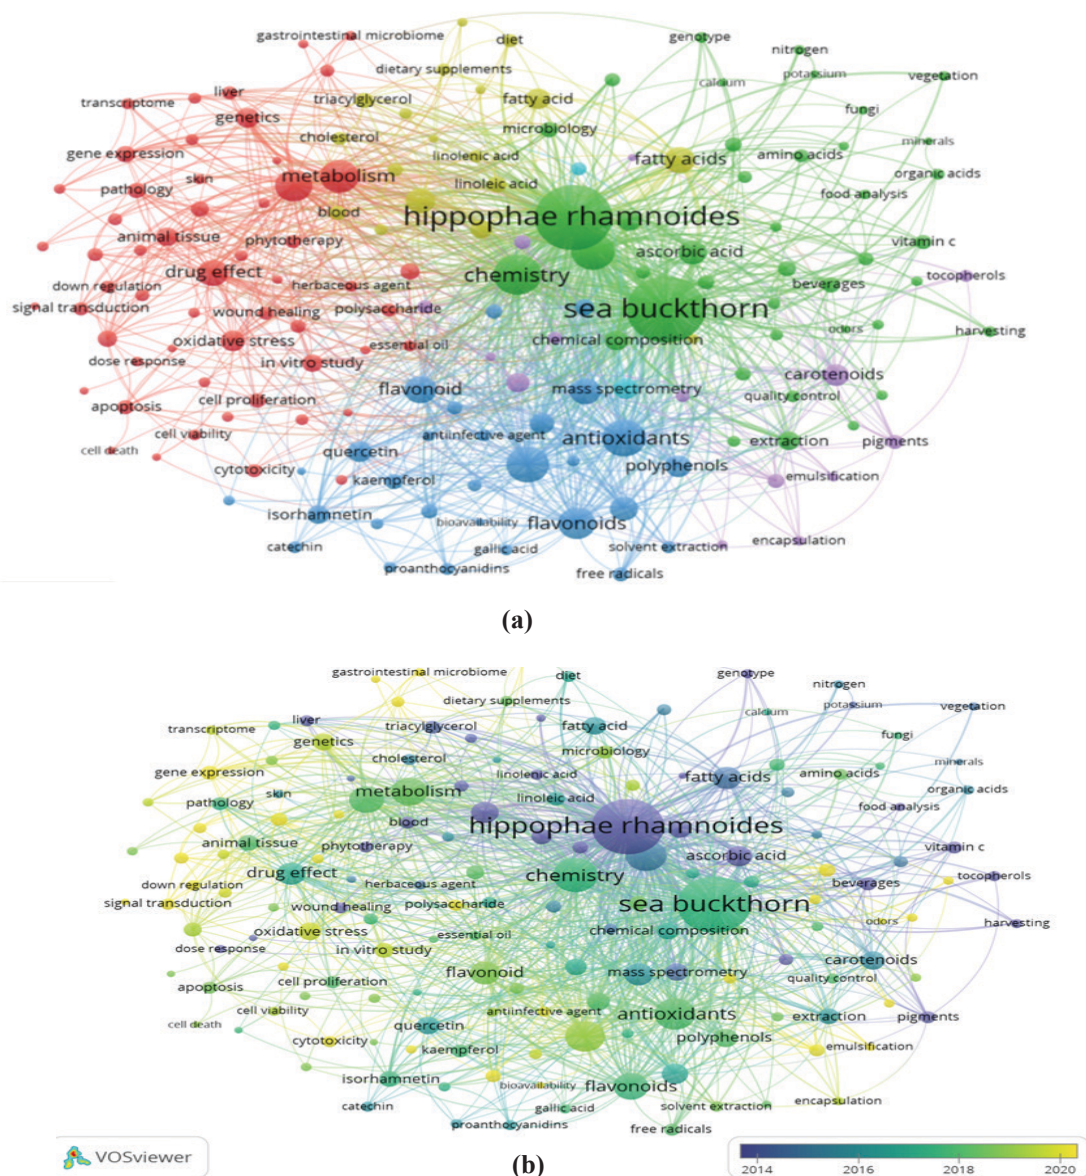 gastrointestinal microbiome
diet
genotype
nitrogen
dietary supplements
calcium
potassium
vegetation
liver
triacylglycerol
fatty acid
transcriptome
genetics
microbiology
fungi
cholesterol
minerals
gene expression
linolenic acid
fatty acids
amino acids
organic acids
skin
metabolism
pathology
linoleic acid
food analysis
blood
hippophae rhamnoides
animal tissue
phytotherapy
ascorbic acid
vitamin c
drug effect
chemistry
tocopherols
down regulation
herbaceous agent
beverages
signal transduction
wound healing
polysaccharide
sea buckthorn
odors
harvesting
oxidative stress
essential oil
chemical composition
dose response
in vitro study
carotenoids
flavonoid
mass spectrometry
quality control
apoptosis
cell proliferation
cell viability
antiinfective agent
antioxidants
extraction
pigments
cell death
quercetin
cytotoxicity
kaempferol
polyphenols
emulsification
isorhamnetin
bioavailability
flavonoids
catechin
gallic acid
solvent extraction
encapsulation
proanthocyanidins
free radicals
(a)
gastrointestinal microbiome
diet
genotype
nitrogen
dietary supplements
calcium
potassium
vegetation
liver
triacylglycerol
fatty acid
transcriptome
genetics
microbiology
fungi
cholesterol
minerals
gene expression
linolenic acid
fatty acids
amino acids
organic acids
skin
metabolism
pathology
linoleic acid
food analysis
blood
hippophae rhamnoides
animal tissue
phytotherapy
ascorbic acid
vitamin c
drug effect
chemistry
tocopherols
down regulation
herbaceous agent
beverages
signal transduction
wound healing
polysaccharide
sea buckthorn
odors
harvesting
oxidative stress
essential oil
chemical composition
dose response
in vitro study
carotenoids
flavonoid
mass spectrometry
quality control
apoptosis
cell proliferation
cell viability
antiinfective agent
antioxidants
extraction
pigments
cell death
quercetin
cytotoxicity
kaempferol
polyphenols
emulsification
isorhamnetin
bioavailability
flavonoids
catechin
gallic acid
solvent extraction
encapsulation
proanthocyanidins
free radicals
VOSviewer
(b)
2014 2016 2018 2020